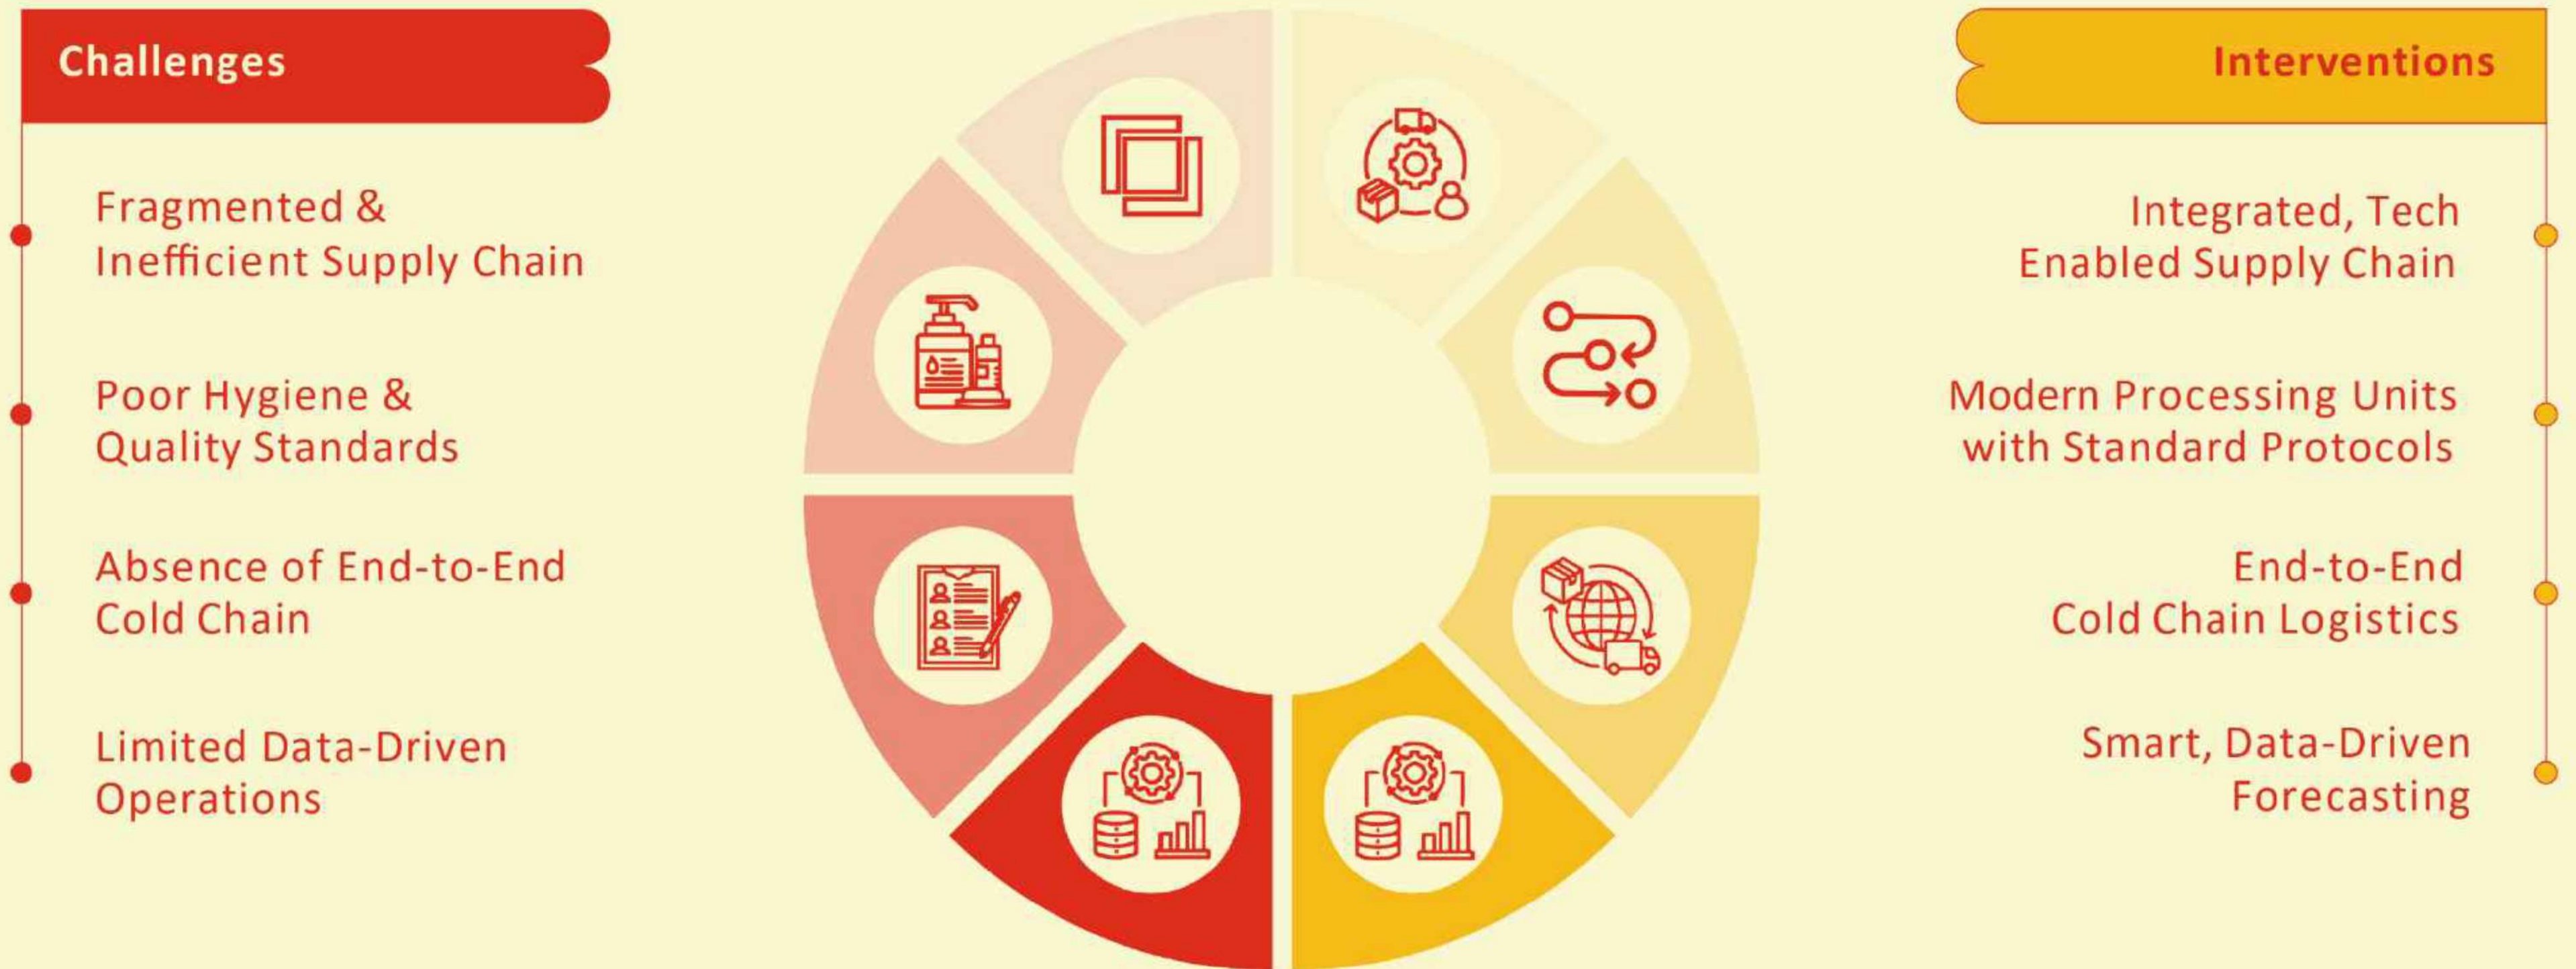 Challenges
Fragmented &
Inefficient Supply Chain
Poor Hygiene &
Quality Standards
Absence of End-to-End
Cold Chain
Limited Data-Driven
Operations
Interventions
Integrated, Tech
Enabled Supply Chain
Modern Processing Units
with Standard Protocols
End-to-End
Cold Chain Logistics
Smart, Data-Driven
Forecasting